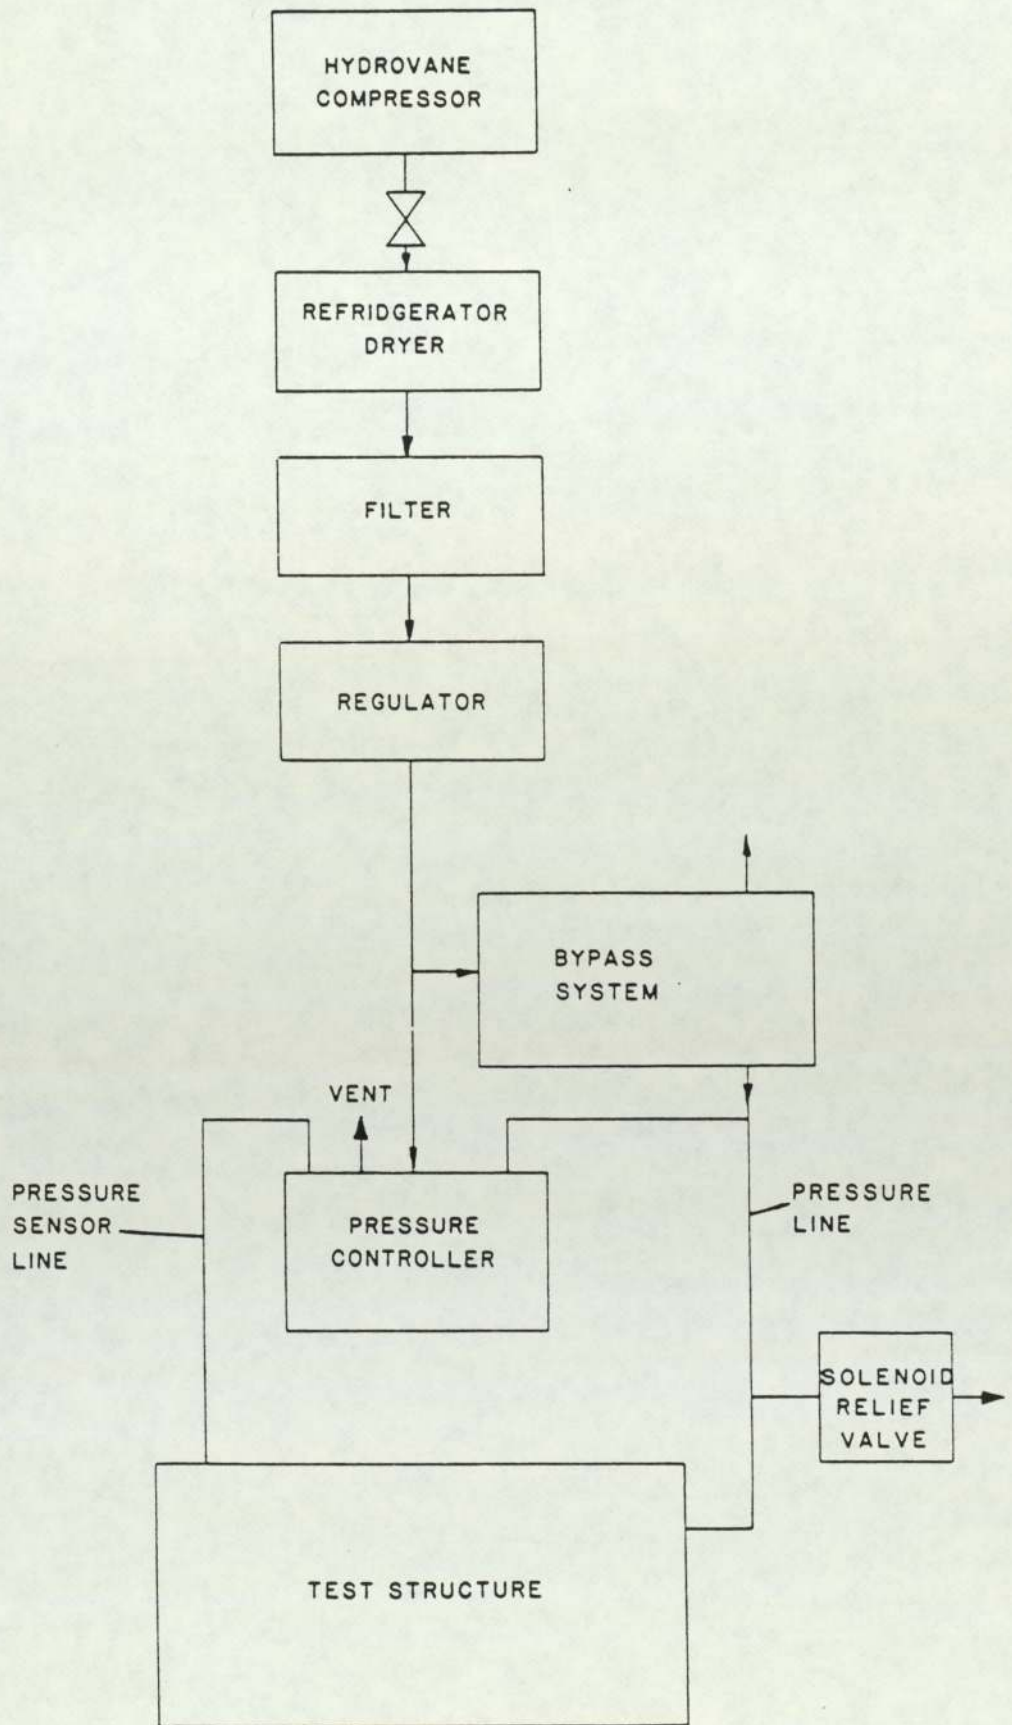 HYDROVANE
COMPRESSOR
REFRIDGERATOR
DRYER
FILTER
REGULATOR
BYPASS
SYSTEM
VENT
PRESSURE
SENSOR
LINE
PRESSURE
CONTROLLER
PRESSURE
LINE
SOLENOID
RELIEF
VALVE
TEST STRUCTURE